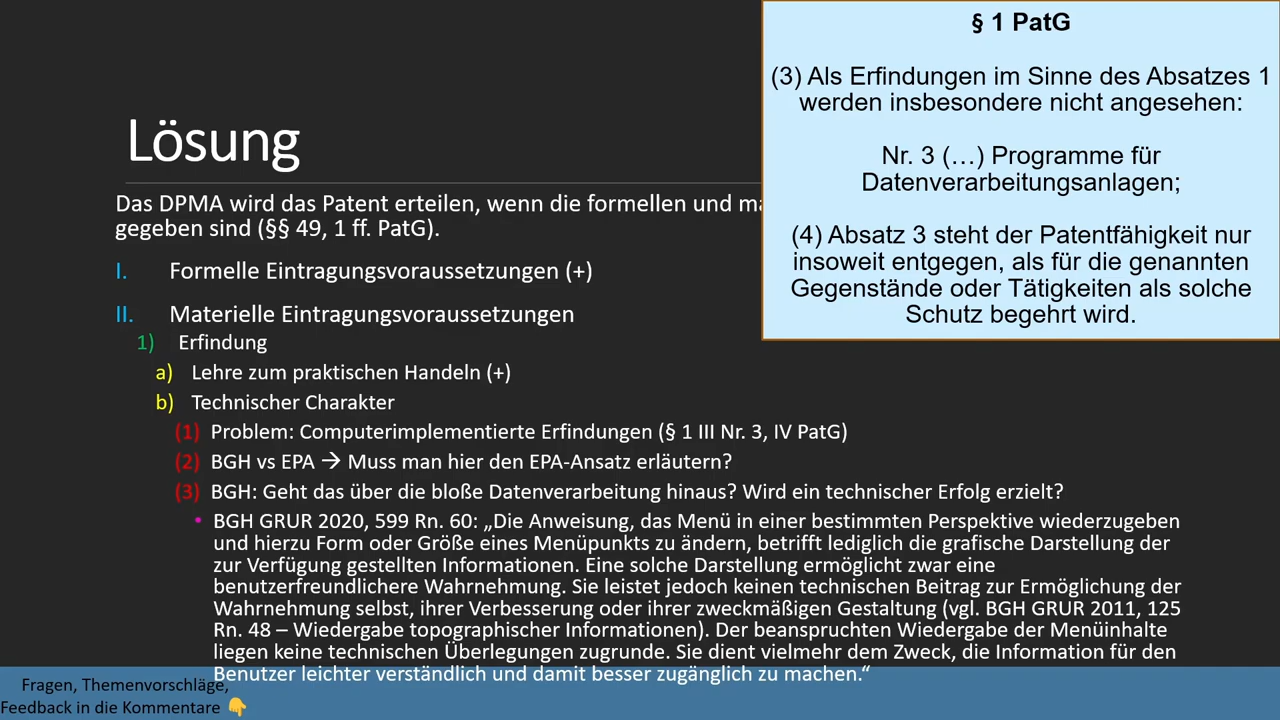 § 1 PatG
(3) Als Erfindungen im Sinne des Absatzes 1
werden insbesondere nicht angesehen:
Nr. 3 (…) Programme für
Datenverarbeitungsanlagen;
(4) Absatz 3 steht der Patentfähigkeit nur
insoweit entgegen, als für die genannten
Gegenstände oder Tätigkeiten als solche
Schutz begehrt wird.
Lösung
Das DPMA wird das Patent erteilen, wenn die formellen und
gegeben sind (§§ 49, 1 ff. PatG).
I. Formelle Eintragungsvoraussetzungen (+)
II. Materielle Eintragungsvoraussetzungen
1) Erfindung
a) Lehre zum praktischen Handeln (+)
b) Technischer Charakter
(1) Problem: Computerimplementierte Erfindungen (§ 1 III Nr. 3, IV PatG)
(2) BGH vs EPA → Muss man hier den EPA-Ansatz erläutern?
(3) BGH: Geht das über die bloße Datenverarbeitung hinaus? Wird ein technischer Erfolg erzielt?
• BGH GRUR 2020, 599 Rn. 60: „Die Anweisung, das Menü in einer bestimmten Perspektive wiederzugeben
und hierzu Form oder Größe eines Menüpunkts zu ändern, betrifft lediglich die grafische Darstellung der
zur Verfügung gestellten Informationen. Eine solche Darstellung ermöglicht zwar eine
benutzerfreundlichere Wahrnehmung. Sie leistet jedoch keinen technischen Beitrag zur Ermöglichung der
Wahrnehmung selbst, ihrer Verbesserung oder ihrer zweckmäßigen Gestaltung (vgl. BGH GRUR 2011, 125
Rn. 48 – Wiedergabe topographischer Informationen). Der beanspruchten Wiedergabe der Menüinhalte
liegen keine technischen Überlegungen zugrunde. Sie dient vielmehr dem Zweck, die Information für den
Benutzer leichter verständlich und damit besser zugänglich zu machen.“
Fragen, Themenvorschläge,
Feedback in die Kommentare 👇